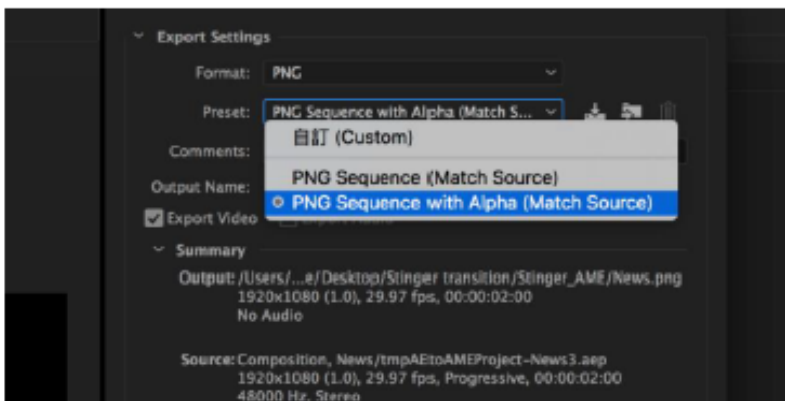 Export Settings
Format: PNG
Preset: PNG Sequence with Alpha (Match S...
自訂 (Custom)
Comments:
PNG Sequence (Match Source)
Output Name:
PNG Sequence with Alpha (Match Source)
Export Video
Summary
Output: /Users/...e/Desktop/Stinger transition/Stinger_AME/News.png
1920x1080 (1.0), 29.97 fps, 00:00:02:00
No Audio
Source: Composition, News/tmpAEtoAMEProject-News3.aep
1920x1080 (1.0), 29.97 fps, Progressive, 00:00:02:00
48000 Hz, Stereo